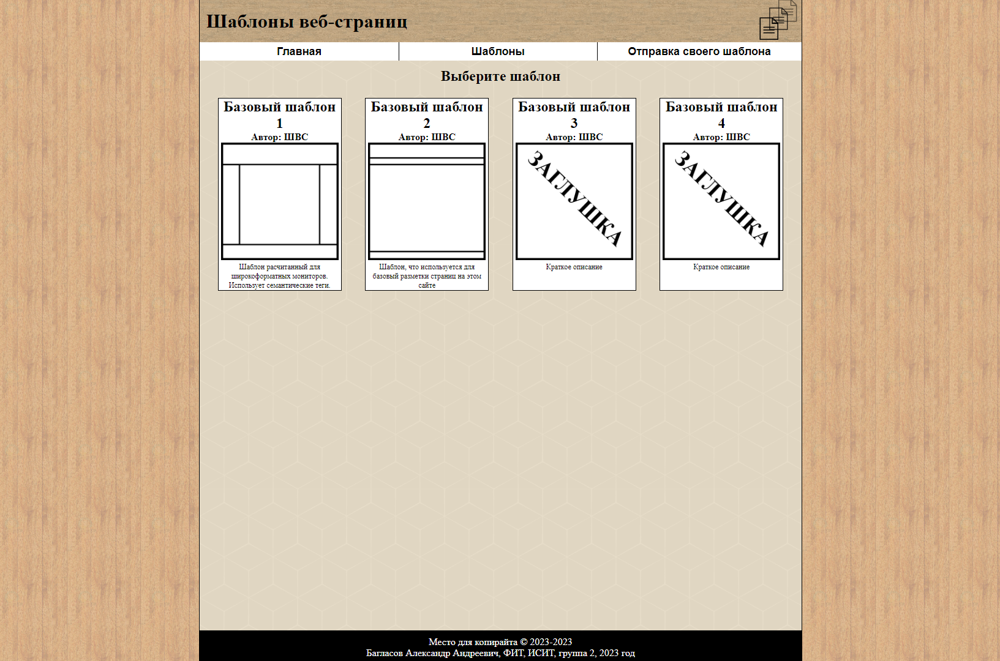 Шаблоны веб-страниц
Главная
Шаблоны
Отправка своего шаблона
Выберите шаблон
Базовый шаблон
1
Автор: ШВС
Шаблон расчитанный для
широкоформатных мониторов.
Использует семантические теги.
Базовый шаблон
2
Автор: ШВС
Шаблон, что используется для
базовый разметки страниц на этом
сайте
Базовый шаблон
3
Автор: ШВС
ЗАГЛУШКА
Краткое описание
Базовый шаблон
4
Автор: ШВС
ЗАГЛУШКА
Краткое описание
Место для копирайта © 2023-2023
Багласов Александр Андреевич, ФИТ, ИСИТ, группа 2, 2023 год